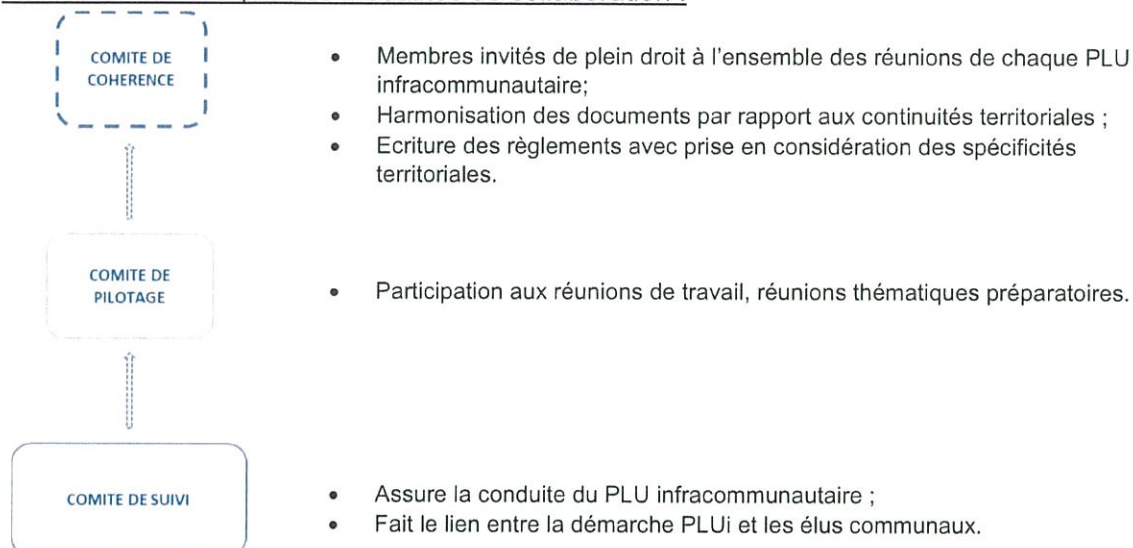 COMITE DE
COHERENCE
• Membres invités de plein droit à l'ensemble des réunions de chaque PLU
infracommunautaire;
• Harmonisation des documents par rapport aux continuités territoriales ;
• Ecriture des règlements avec prise en considération des spécificités
territoriales.
COMITE DE
PILOTAGE
• Participation aux réunions de travail, réunions thématiques préparatoires.
COMITE DE SUIVI
• Assure la conduite du PLU infracommunautaire ;
• Fait le lien entre la démarche PLUi et les élus communaux.